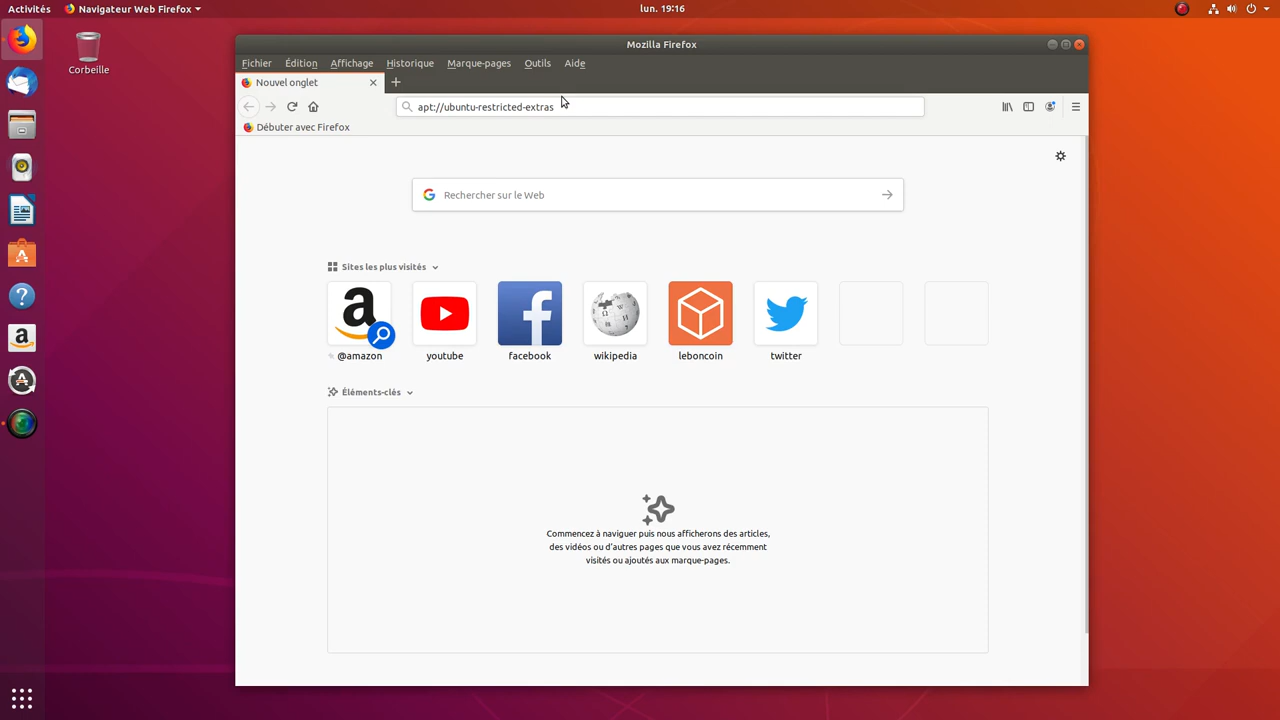 Activités
Navigateur Web Firefox
lun. 19:16
Corbeille
Mozilla Firefox
Fichier Édition Affichage Historique Marque-pages Outils Aide
Nouvel onglet
apt://ubuntu-restricted-extras
Débuter avec Firefox
Rechercher sur le Web
Sites les plus visités
@amazon youtube facebook wikipedia leboncoin twitter
Éléments-clés
Commencez à naviguer puis nous afficherons des articles,
des vidéos ou d'autres pages que vous avez récemment
visités ou ajoutés aux marque-pages.